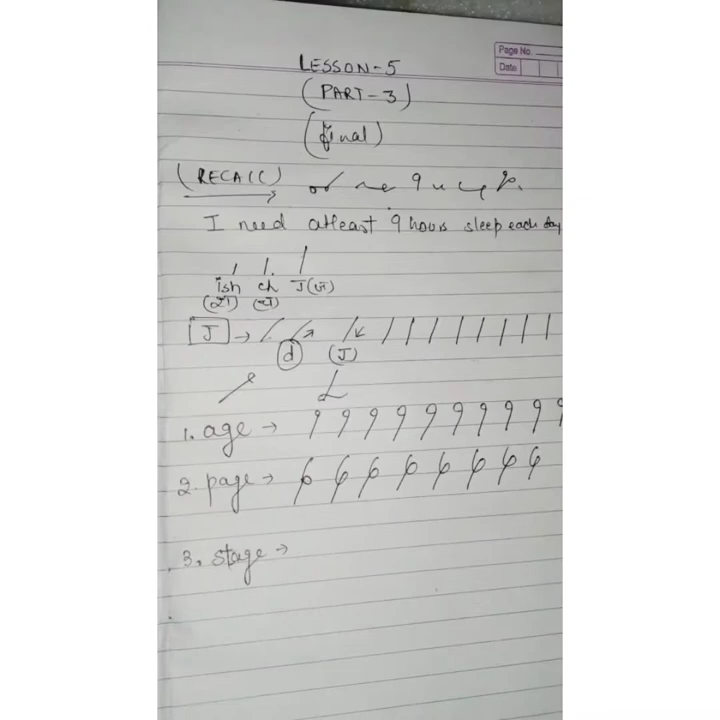 Page No.
Date
LESSON-5
(PART-3)
(final)
(RECALL)
I need atleast 9 hours sleep each day
ish ch J(ज)
(श) (च)
J →
d (J)
1. age →
2. page →
3. stage →